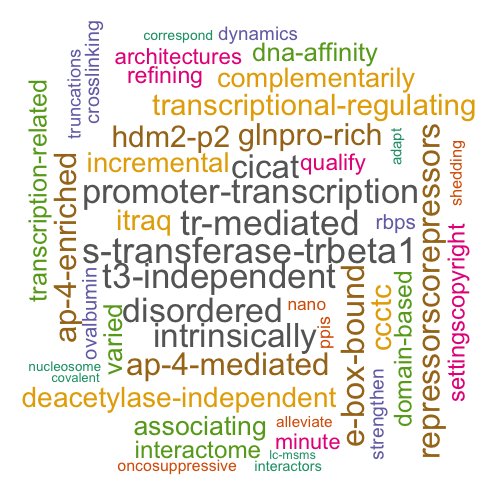 correspond
dynamics
architectures
dna-affinity
refining
complementarily
truncations
crosslinking
transcriptional-regulating
hdm2-p2
glnpro-rich
adapt
transcription-related
incremental
cicat
qualify
shedding
promoter-transcription
ap-4-enriched
itraq
tr-mediated
rbps
repressorscorepressors
s-transferase-trbeta1
t3-independent
ovalbumin
varied
disordered
nano
ppis
intrinsically
e-box-bound
ccctc
domain-based
settingscopyright
nucleosome
covalent
ap-4-mediated
strengthen
deacetylase-independent
associating
alleviate
interactome
minute
lc-msms
oncosuppressive
interactors